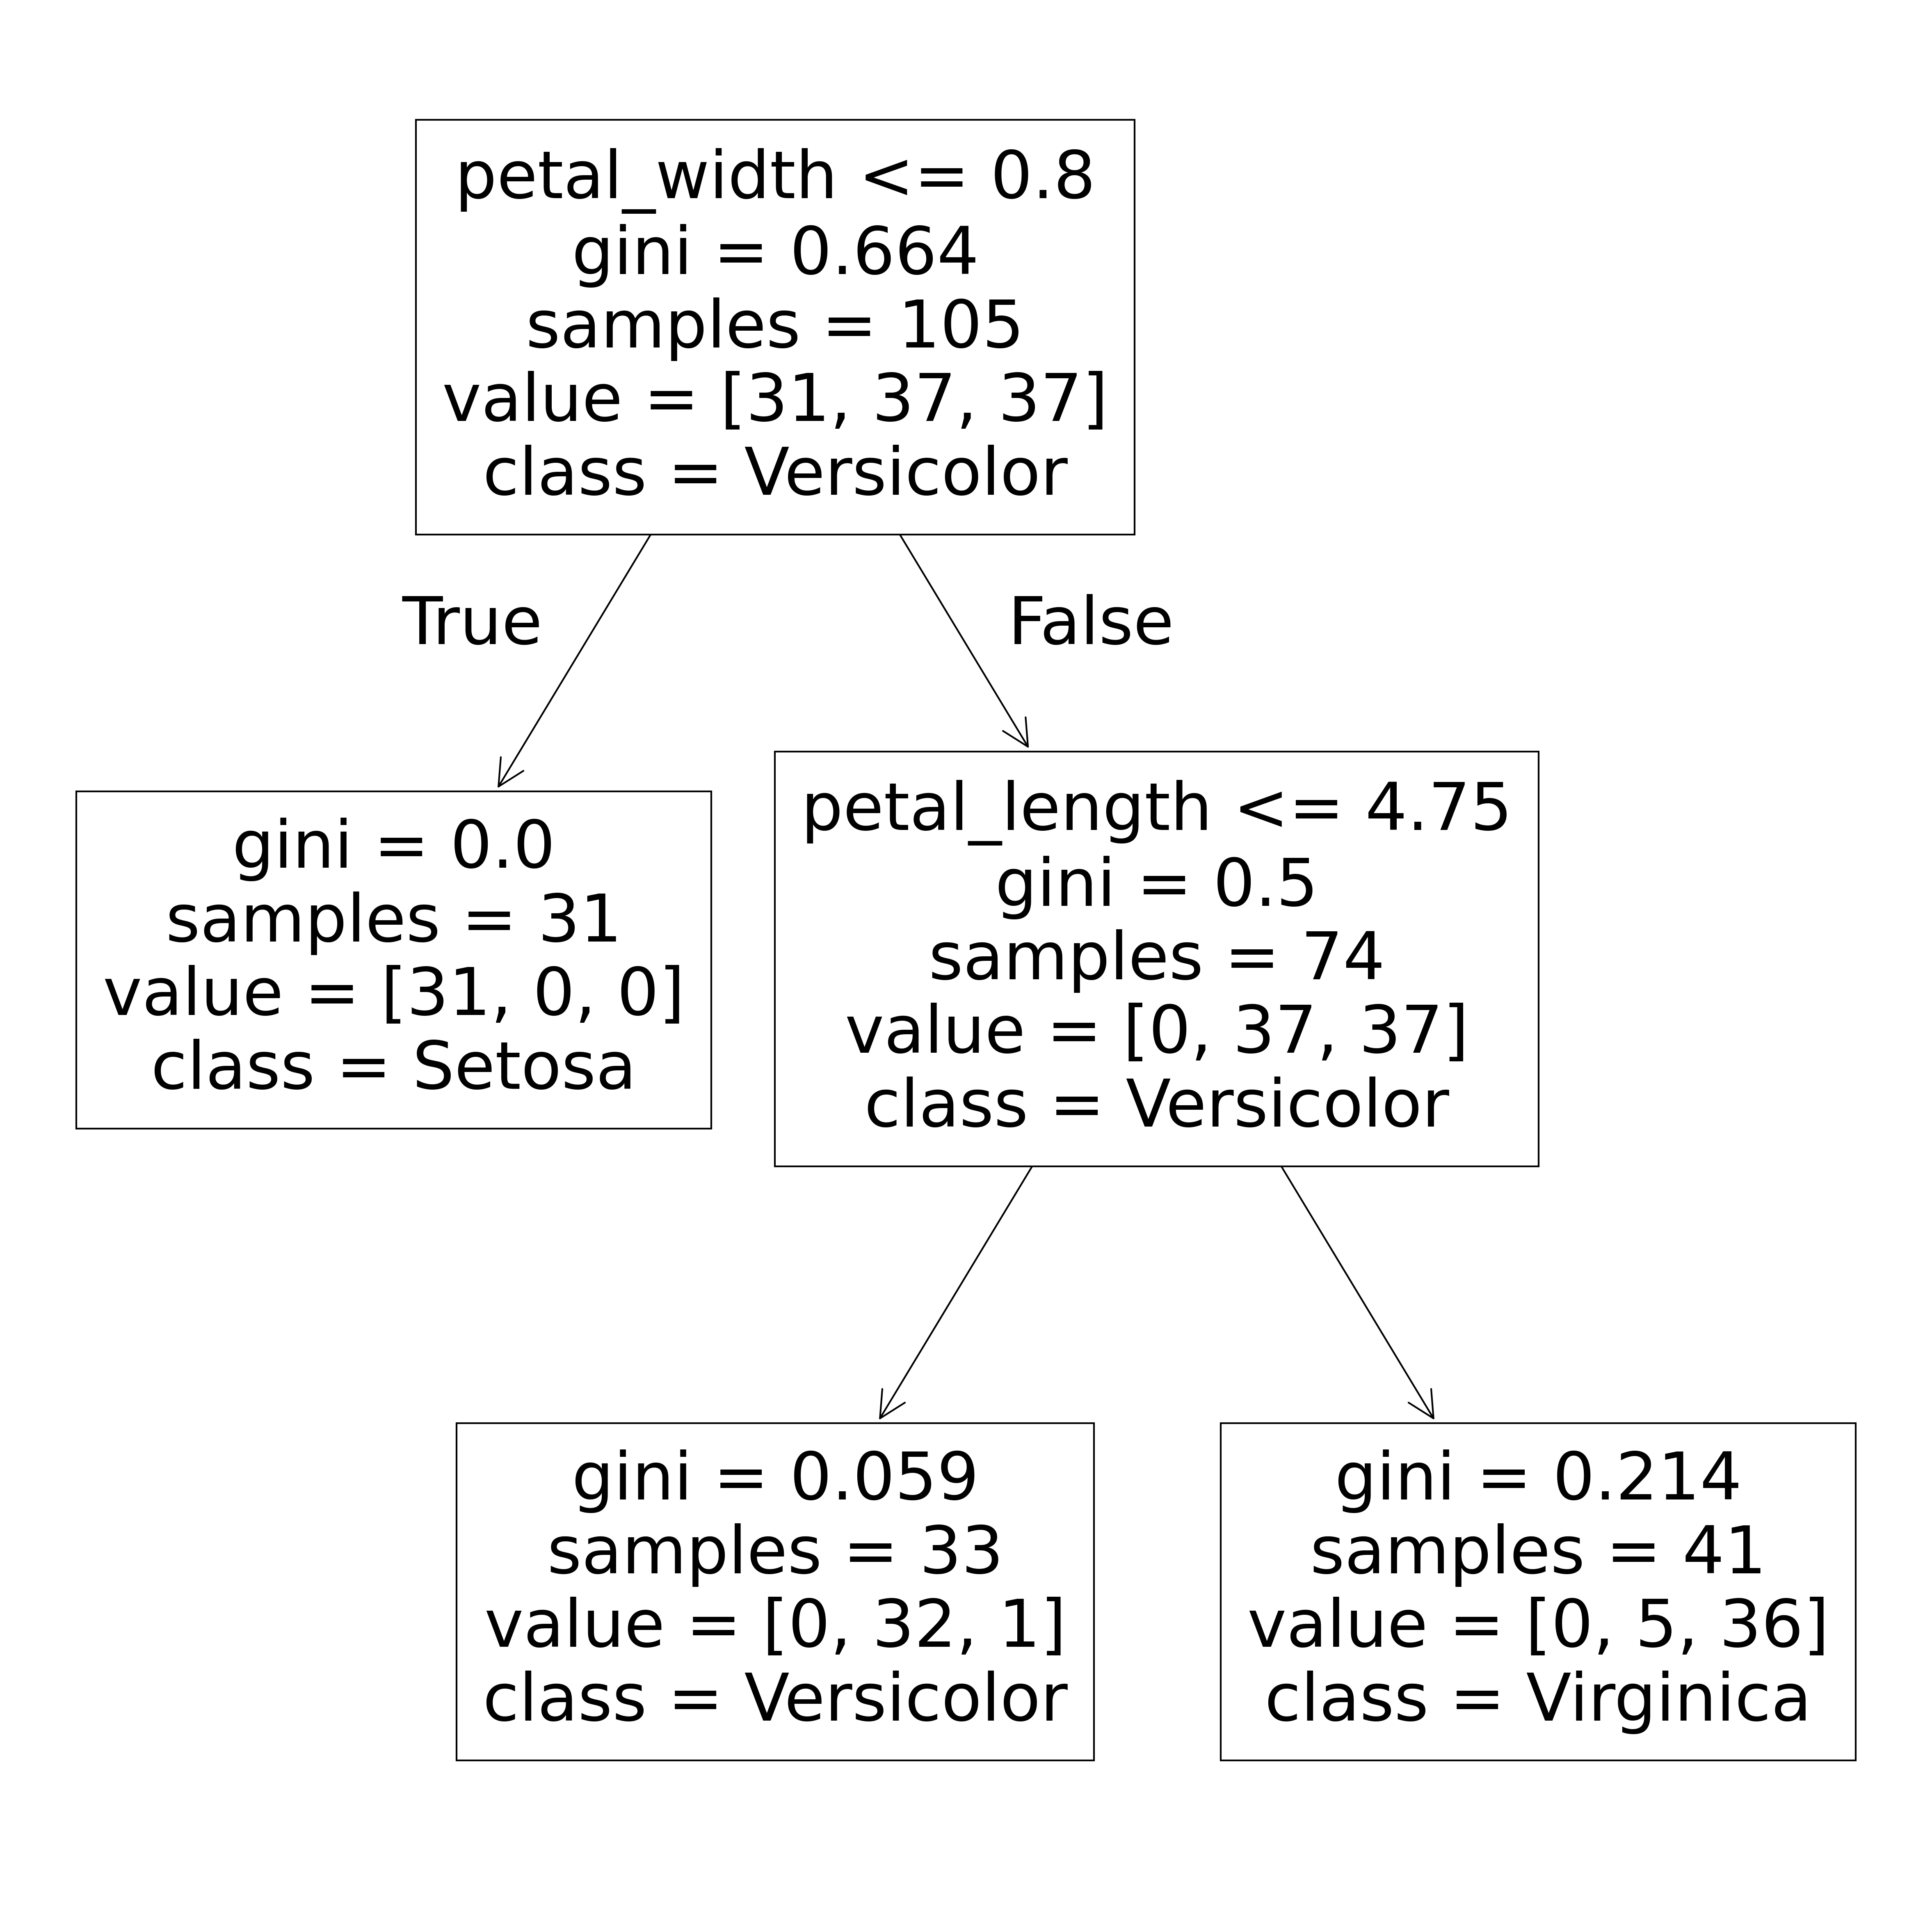 petal_width <= 0.8
gini = 0.664
samples = 105
value = [31, 37, 37]
class = Versicolor
True
False
gini = 0.0
samples = 31
value = [31, 0, 0]
class = Setosa
petal_length <= 4.75
gini = 0.5
samples = 74
value = [0, 37, 37]
class = Versicolor
gini = 0.059
samples = 33
value = [0, 32, 1]
class = Versicolor
gini = 0.214
samples = 41
value = [0, 5, 36]
class = Virginica